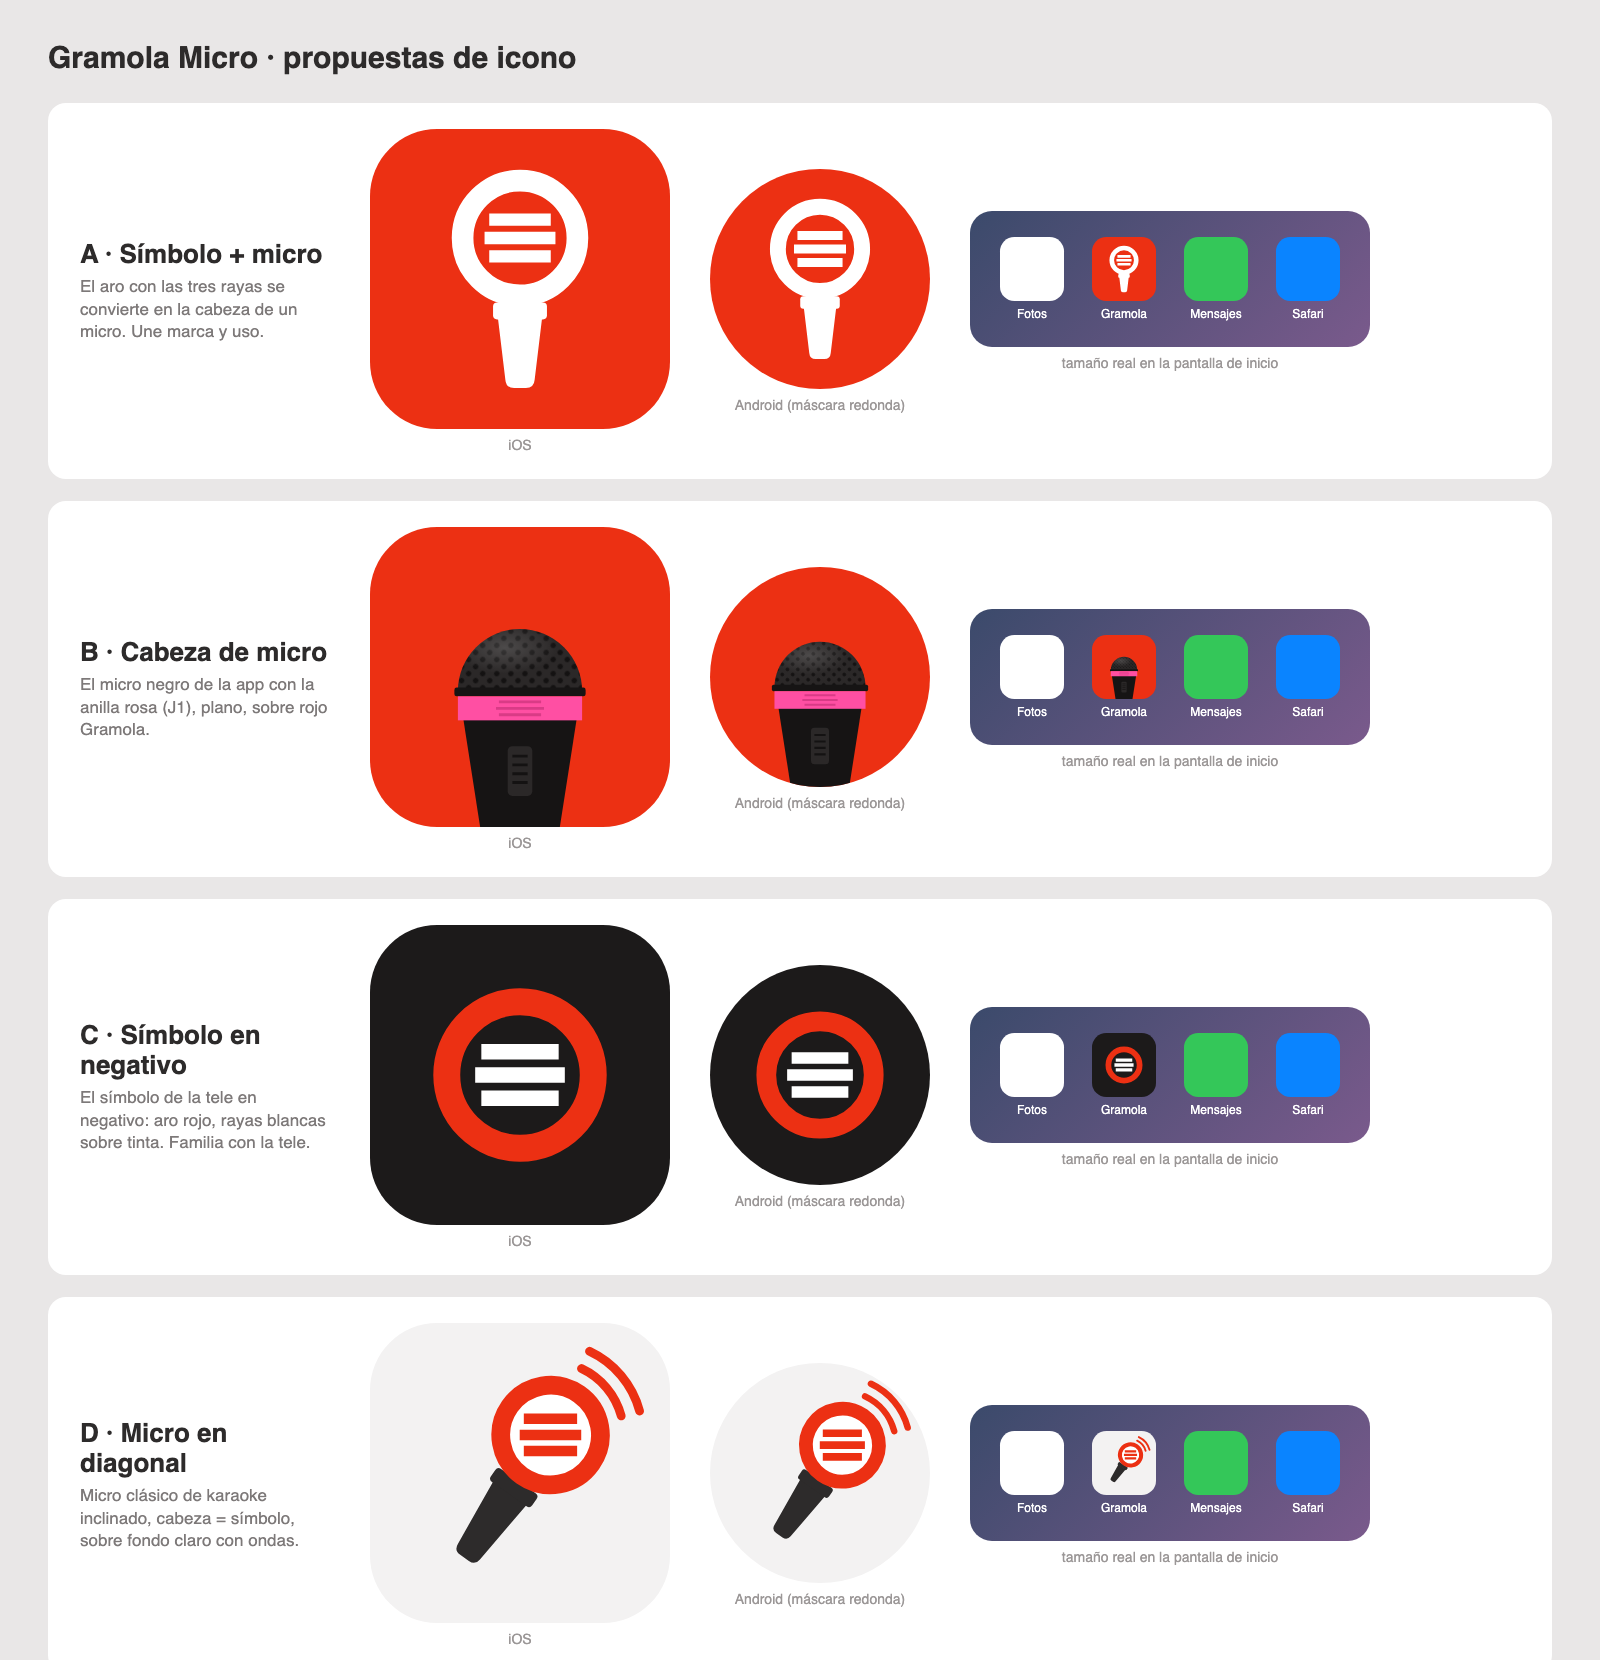 Gramola Micro · propuestas de icono
A · Símbolo + micro
El aro con las tres rayas se
convierte en la cabeza de un
micro. Une marca y uso.
iOS
Android (máscara redonda)
Fotos
Gramola
Mensajes
Safari
tamaño real en la pantalla de inicio
B · Cabeza de micro
El micro negro de la app con la
anilla rosa (J1), plano, sobre rojo
Gramola.
iOS
Android (máscara redonda)
Fotos
Gramola
Mensajes
Safari
tamaño real en la pantalla de inicio
C · Símbolo en
negativo
El símbolo de la tele en
negativo: aro rojo, rayas blancas
sobre tinta. Familia con la tele.
iOS
Android (máscara redonda)
Fotos
Gramola
Mensajes
Safari
tamaño real en la pantalla de inicio
D · Micro en
diagonal
Micro clásico de karaoke
inclinado, cabeza = símbolo,
sobre fondo claro con ondas.
iOS
Android (máscara redonda)
Fotos
Gramola
Mensajes
Safari
tamaño real en la pantalla de inicio